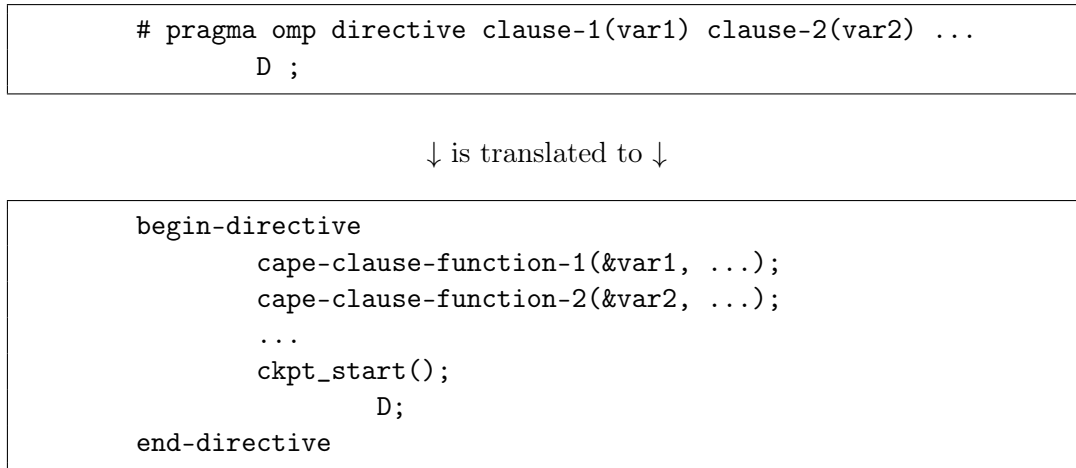 # pragma omp directive clause-1(var1) clause-2(var2) ...
D ;
↓ is translated to ↓
begin-directive
cape-clause-function-1(&var1, ...);
cape-clause-function-2(&var2, ...);
...
ckpt_start();
D;
end-directive